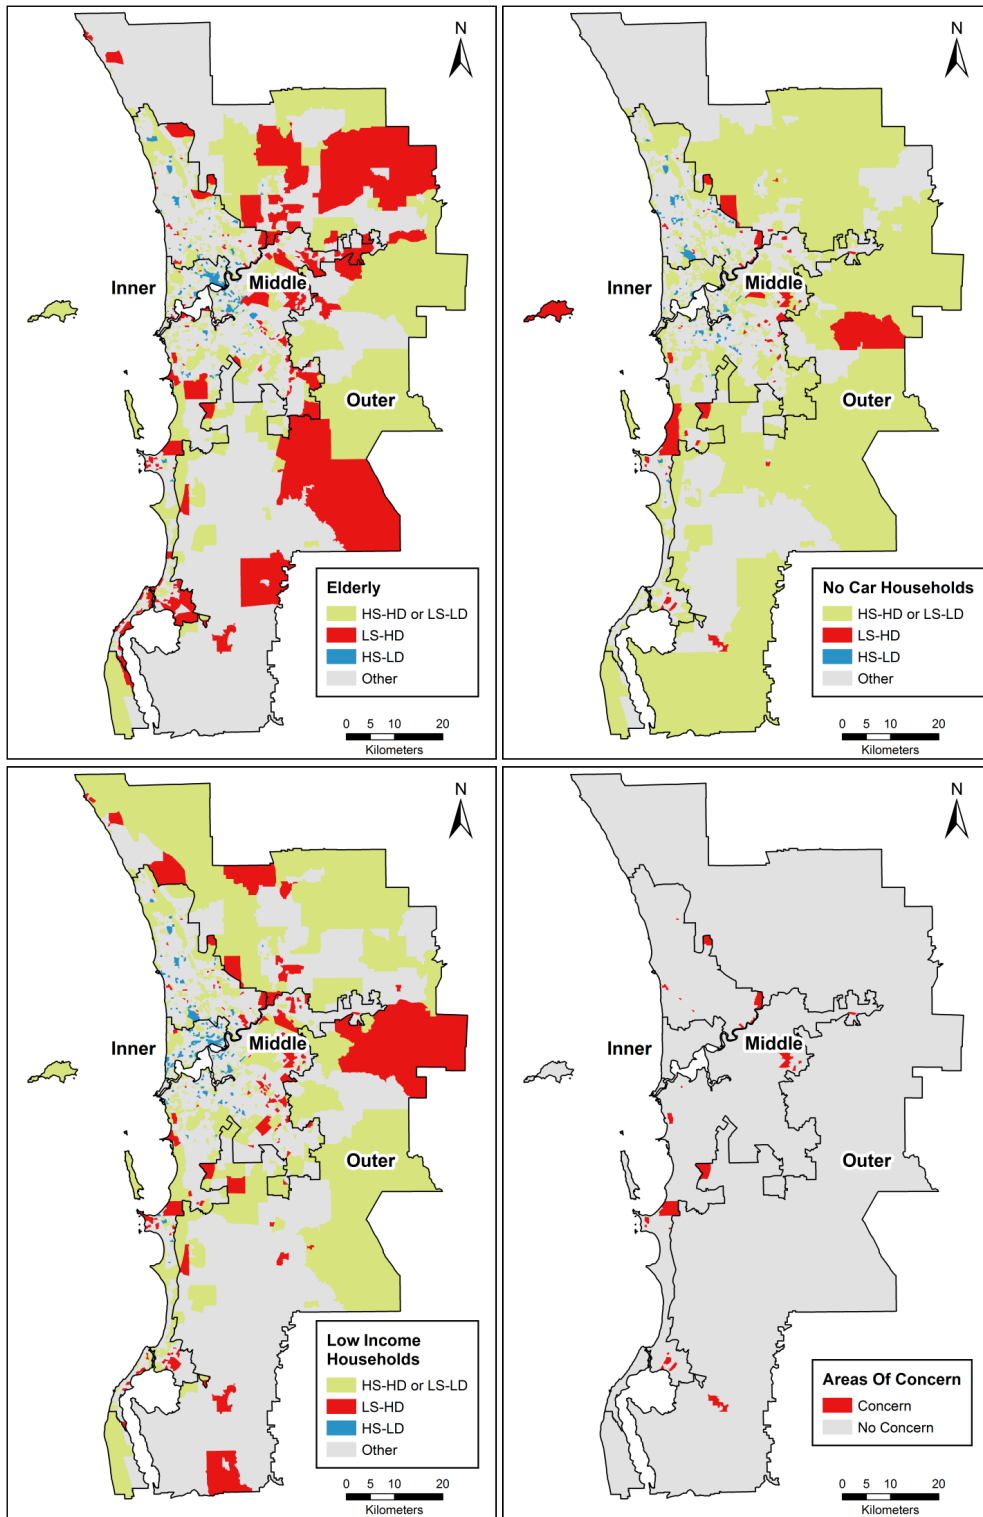 N
Inner
Middle
Outer
Elderly
HS-HD or LS-LD
LS-HD
HS-LD
Other
0 5 10 20
Kilometers
N
Inner
Middle
Outer
No Car Households
HS-HD or LS-LD
LS-HD
HS-LD
Other
0 5 10 20
Kilometers
N
Inner
Middle
Outer
Low Income
Households
HS-HD or LS-LD
LS-HD
HS-LD
Other
0 5 10 20
Kilometers
N
Inner
Middle
Outer
Areas Of Concern
Concern
No Concern
0 5 10 20
Kilometers